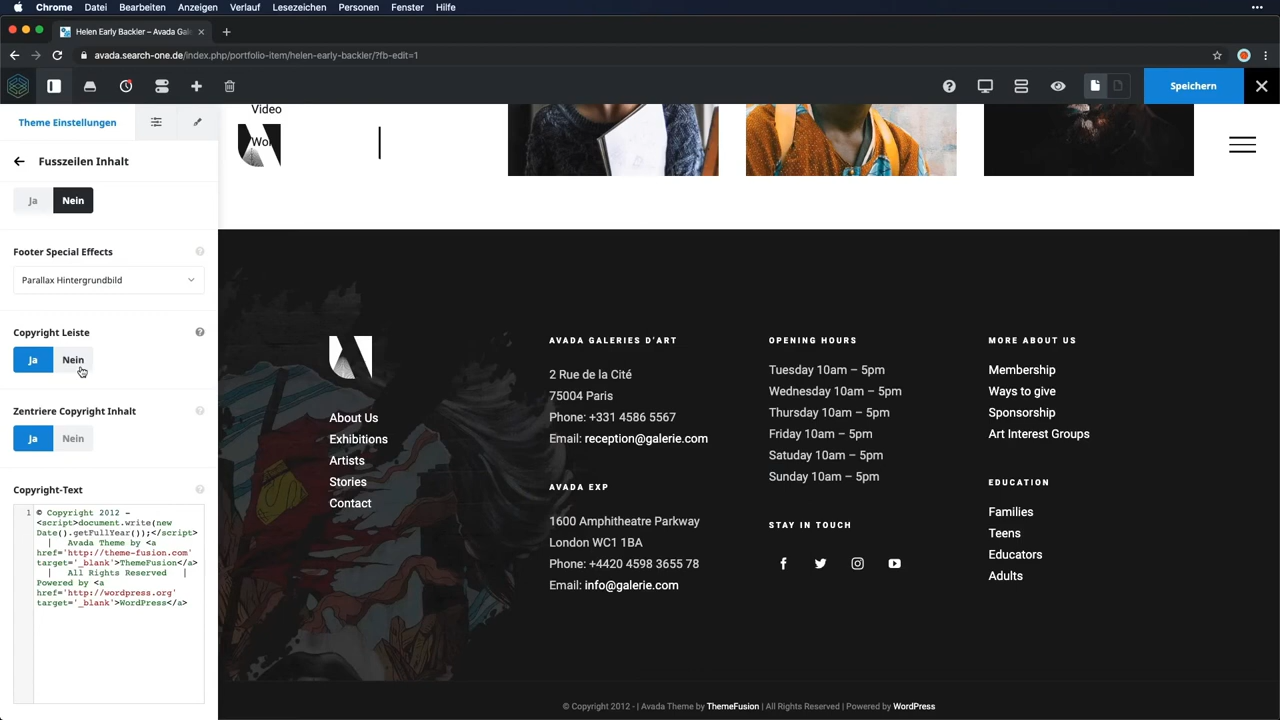 Chrome Datei Bearbeiten Anzeigen Verlauf Lesezeichen Personen Fenster Hilfe
Helen Early Backler – Avada Gal
avada.search-one.de/index.php/portfolio-item/helen-early-backler/?fb-edit=1
Speichern
Theme Einstellungen
Fusszeilen Inhalt
Ja Nein
Footer Special Effects
Parallax Hintergrundbild
Copyright Leiste
Ja Nein
Zentriere Copyright Inhalt
Ja Nein
Copyright-Text
1 © Copyright 2012 -
<script>document.write(new
Date().getFullYear());</script>
| Avada Theme by <a
href='http://theme-fusion.com'
target='_blank'>ThemeFusion</a>
| All Rights Reserved |
Powered by <a
href='http://wordpress.org'
target='_blank'>WordPress</a>
Video
AVADA GALERIES D'ART
2 Rue de la Cité
75004 Paris
Phone: +331 4586 5567
Email: reception@galerie.com
AVADA EXP
1600 Amphitheatre Parkway
London WC1 1BA
Phone: +4420 4598 3655 78
Email: info@galerie.com
About Us
Exhibitions
Artists
Stories
Contact
OPENING HOURS
Tuesday 10am – 5pm
Wednesday 10am – 5pm
Thursday 10am – 5pm
Friday 10am – 5pm
Satuday 10am – 5pm
Sunday 10am – 5pm
STAY IN TOUCH
MORE ABOUT US
Membership
Ways to give
Sponsorship
Art Interest Groups
EDUCATION
Families
Teens
Educators
Adults
© Copyright 2012 - | Avada Theme by ThemeFusion | All Rights Reserved | Powered by WordPress